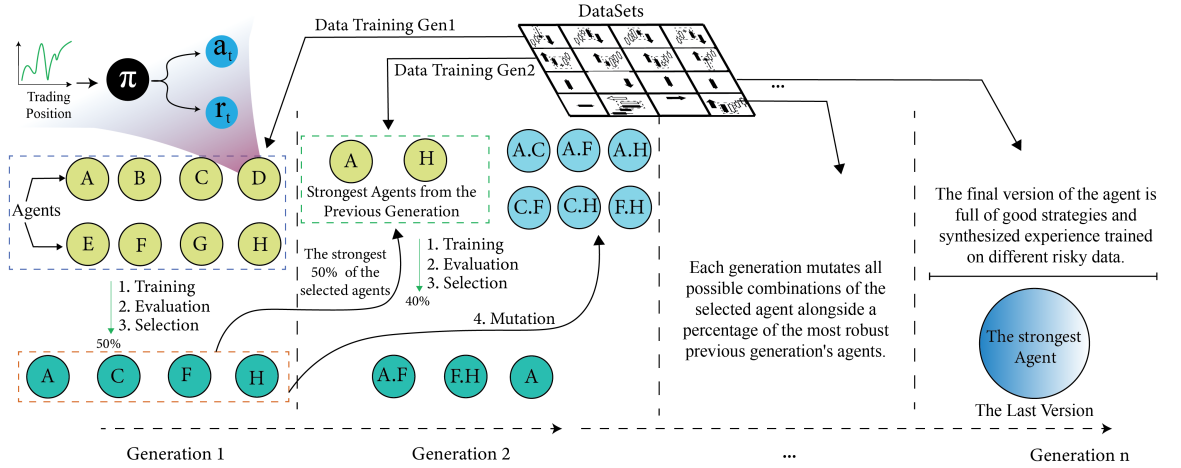 DataSets
Data Training Gen1
Data Training Gen2
...
Trading
Position
π
a t
r t
Agents
A B C D
E F G H
1. Training
2. Evaluation
3. Selection
50%
A C F H
A H
Strongest Agents from the
Previous Generation
A.C A.F A.H
C.F C.H F.H
The strongest
50% of the
selected agents
1. Training
2. Evaluation
3. Selection
40%
4. Mutation
A.F F.H A
Each generation mutates all
possible combinations of the
selected agent alongside a
percentage of the most robust
previous generation's agents.
The final version of the agent is
full of good strategies and
synthesized experience trained
on different risky data.
The strongest
Agent
The Last Version
Generation 1
Generation 2
...
Generation n